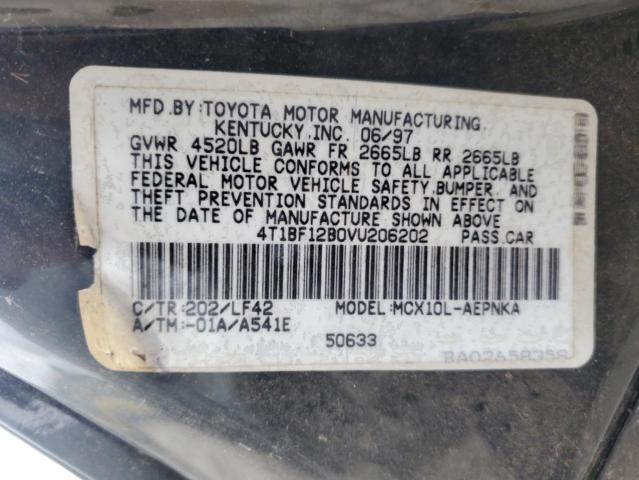 MFD.BY:TOYOTA MOTOR MANUFACTURING,
KENTUCKY,INC. 06/97
GVWR 4520LB GAWR FR 2665LB RR 2665LB
THIS VEHICLE CONFORMS TO ALL APPLICABLE
FEDERAL MOTOR VEHICLE SAFETY,BUMPER, AND
THEFT PREVENTION STANDARDS IN EFFECT ON
THE DATE OF MANUFACTURE SHOWN ABOVE
4T1BF12B0VU206202 PASS.CAR
C/TR:202/LF42 MODEL:MCX10L-AEPNKA
A/TM:-01A/A541E
50633
BA02658358